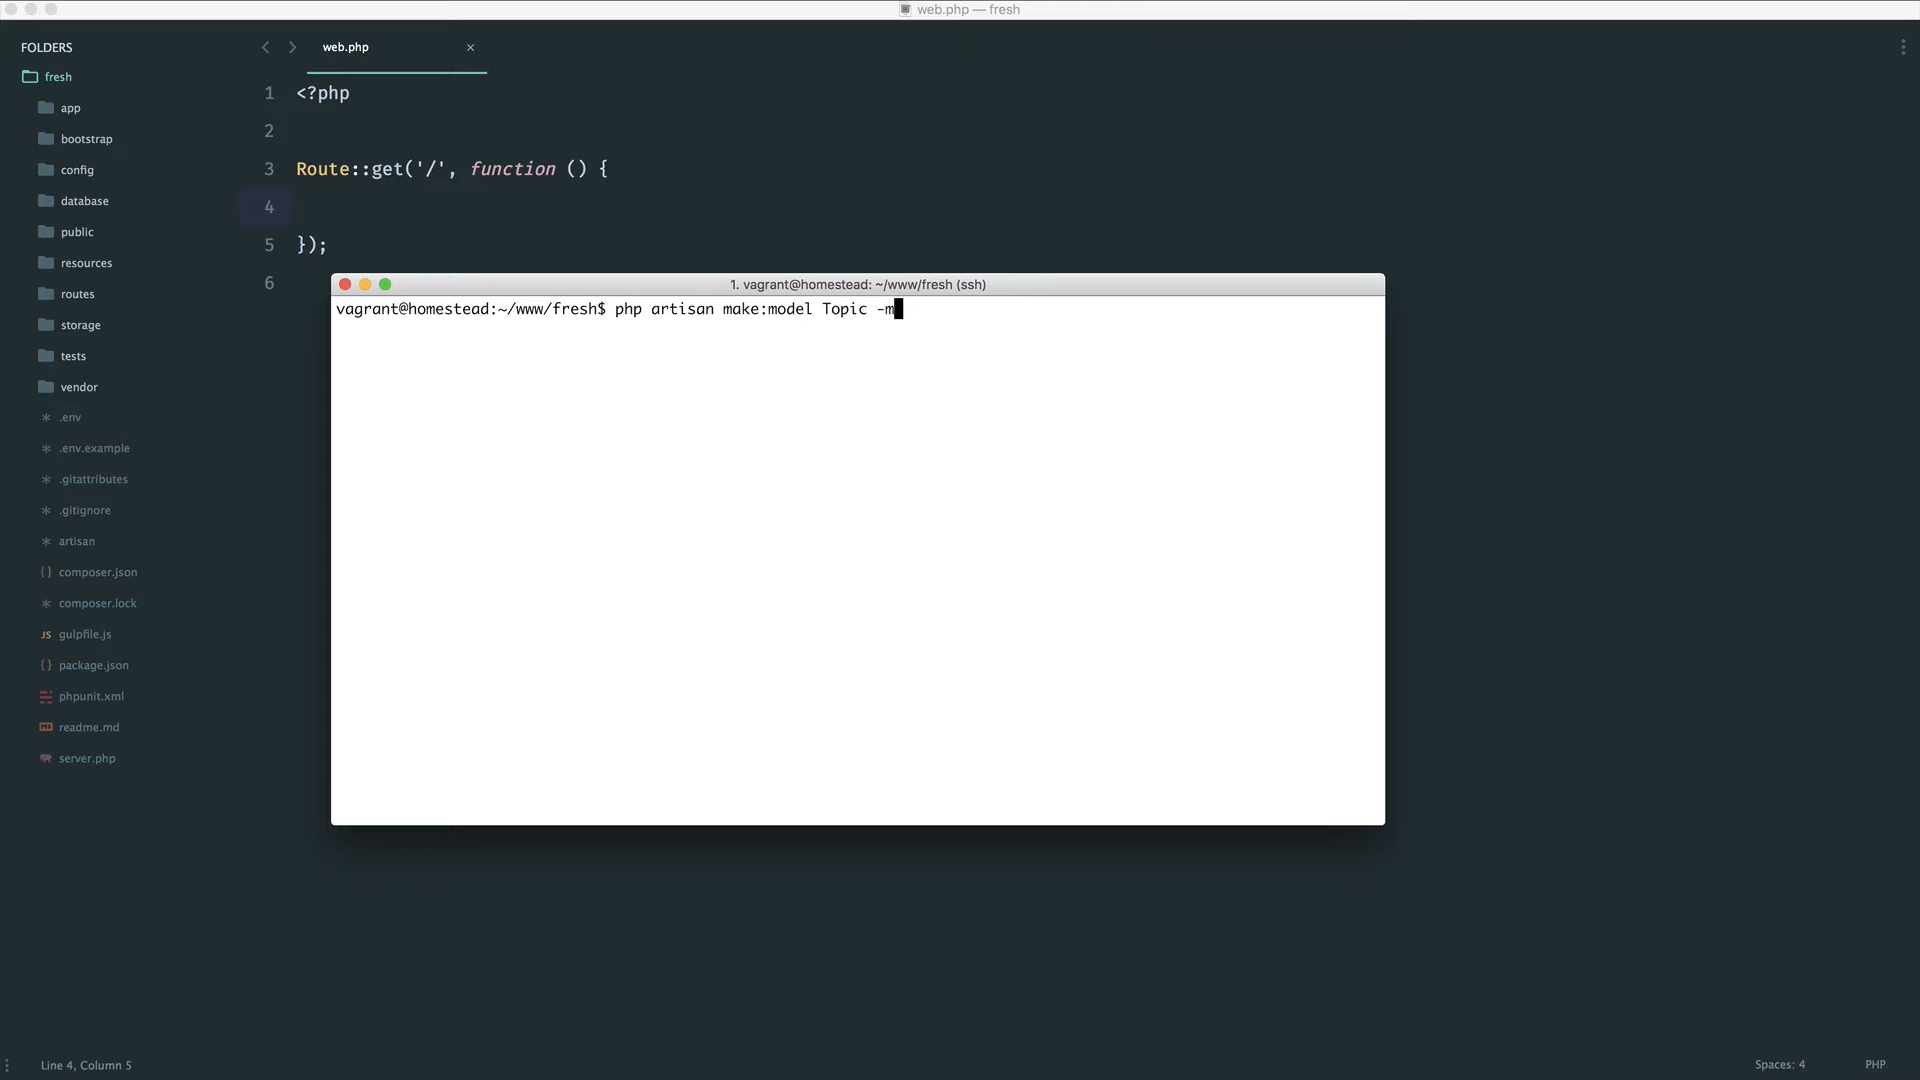 web.php — fresh
FOLDERS
fresh
app
bootstrap
config
database
public
resources
routes
storage
tests
vendor
.env
.env.example
.gitattributes
.gitignore
artisan
composer.json
composer.lock
JS gulpfile.js
package.json
phpunit.xml
readme.md
server.php
web.php
1 <?php
2
3 Route::get('/', function () {
4
5 });
6
1. vagrant@homestead: ~/www/fresh (ssh)
vagrant@homestead:~/www/fresh$ php artisan make:model Topic -m
Line 4, Column 5
Spaces: 4
PHP